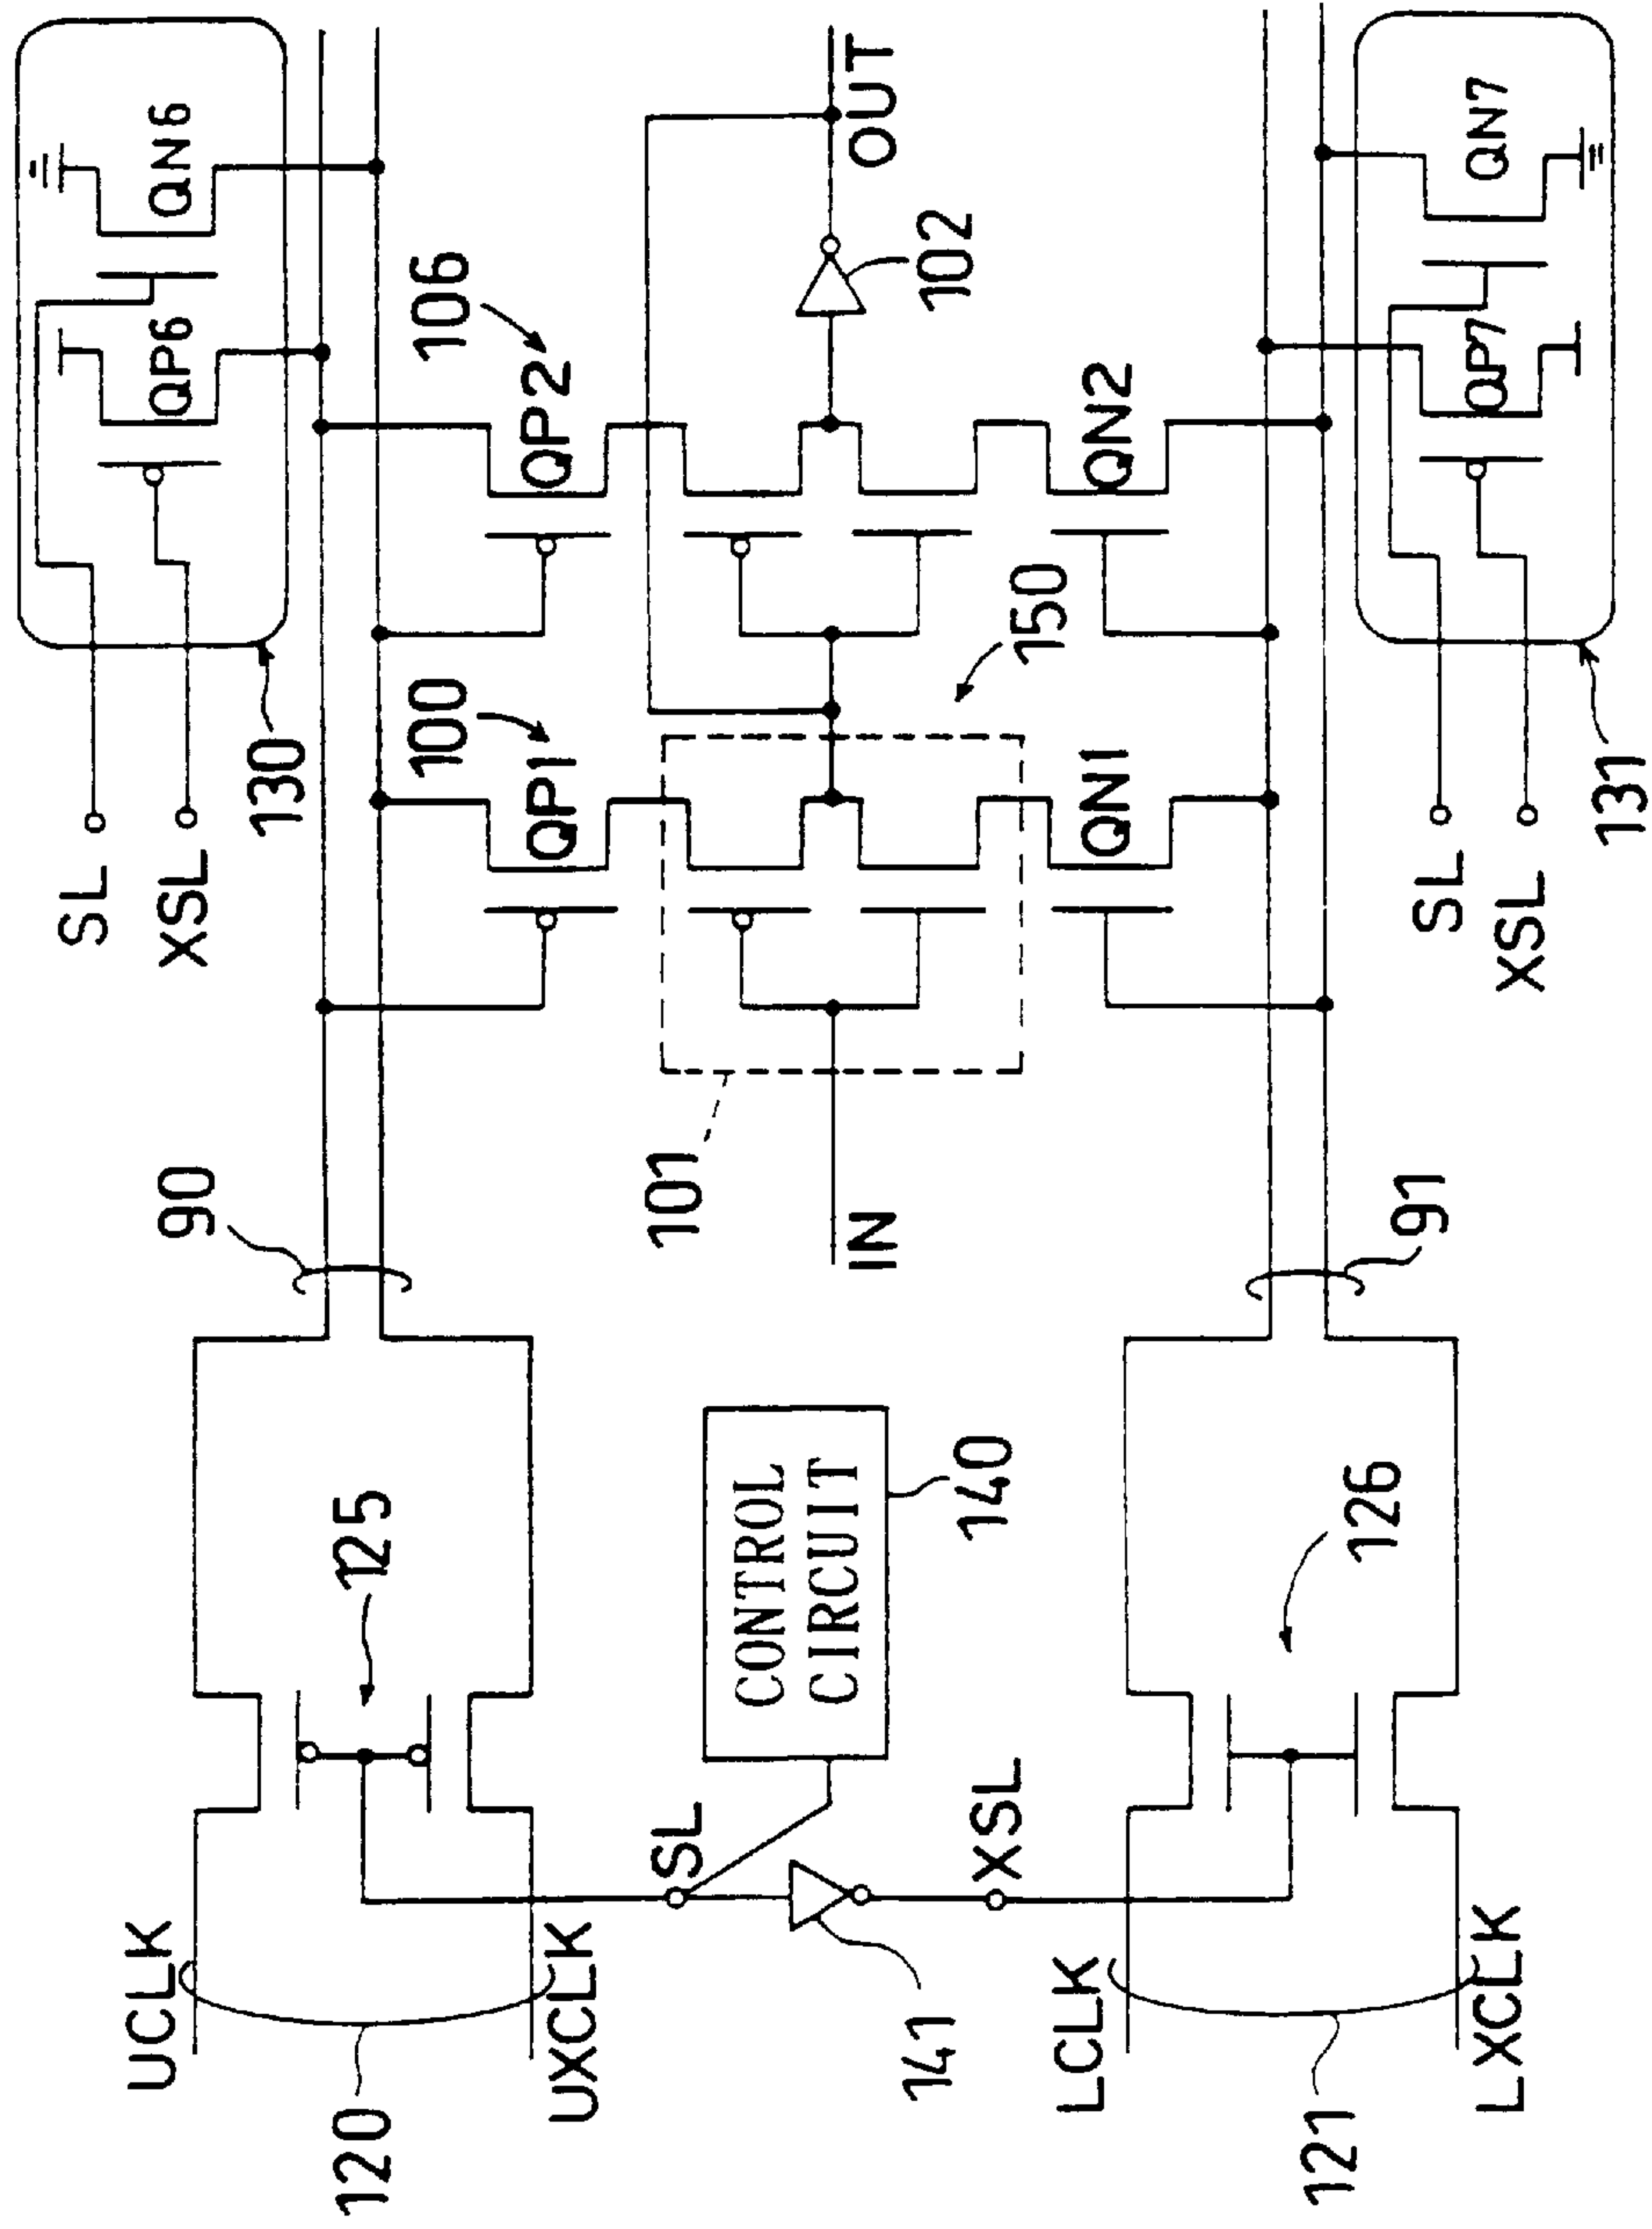 SL
XSL
130
QP6
QN6
90
UCLK
120
UXCLK
125
100
QP1
106
QP2
101
IN
150
102
OUT
QN1
QN2
SL
141
XSL
CONTROL
CIRCUIT
140
LCLK
121
LXCLK
126
91
SL
XSL
131
QP7
QN7